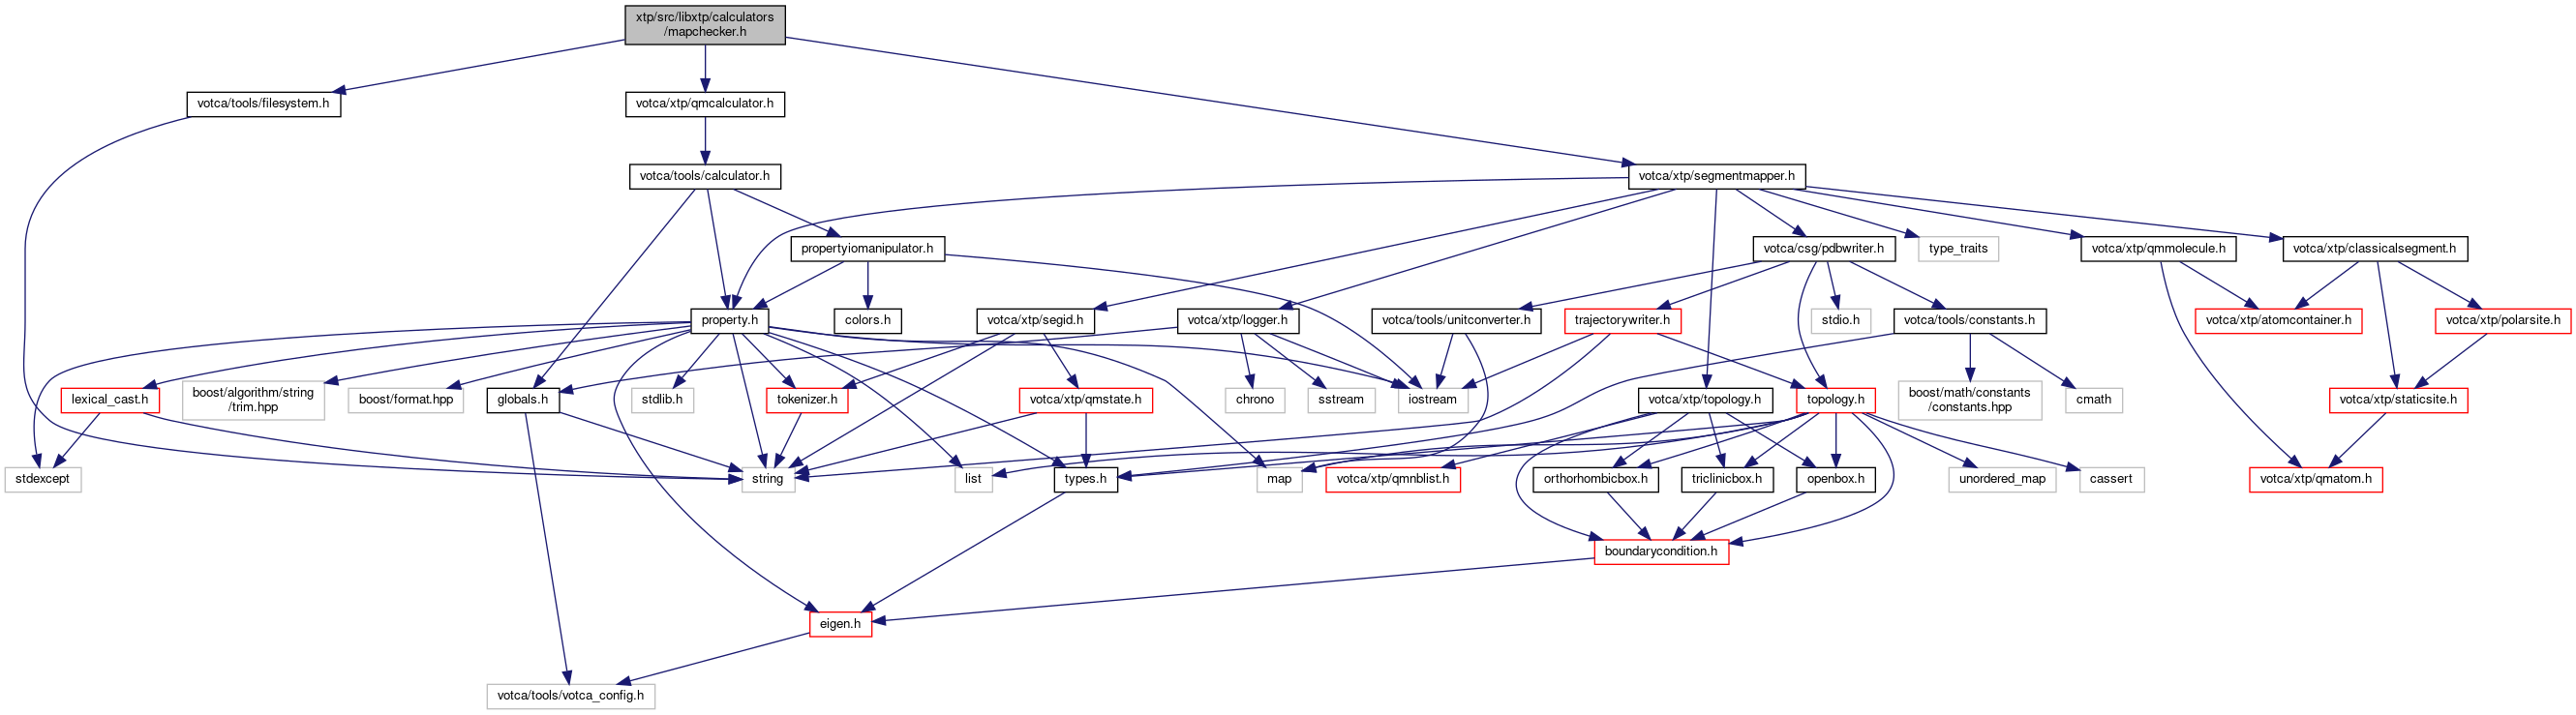 xtp/src/libxtp/calculators
/mapchecker.h
votca/tools/filesystem.h
votca/xtp/qmcalculator.h
votca/tools/calculator.h
votca/xtp/segmentmapper.h
propertyiomanipulator.h
votca/csg/pdbwriter.h
type_traits
votca/xtp/qmmolecule.h
votca/xtp/classicalsegment.h
property.h
colors.h
votca/xtp/segid.h
votca/xtp/logger.h
votca/tools/unitconverter.h
trajectorywriter.h
stdio.h
votca/tools/constants.h
votca/xtp/atomcontainer.h
votca/xtp/polarsite.h
lexical_cast.h
boost/algorithm/string
/trim.hpp
boost/format.hpp
globals.h
stdlib.h
tokenizer.h
votca/xtp/qmstate.h
chrono
sstream
iostream
votca/xtp/topology.h
topology.h
boost/math/constants
/constants.hpp
cmath
votca/xtp/staticsite.h
stdexcept
string
list
types.h
map
votca/xtp/qmnblist.h
orthorhombicbox.h
triclinicbox.h
openbox.h
unordered_map
cassert
votca/xtp/qmatom.h
boundarycondition.h
eigen.h
votca/tools/votca_config.h